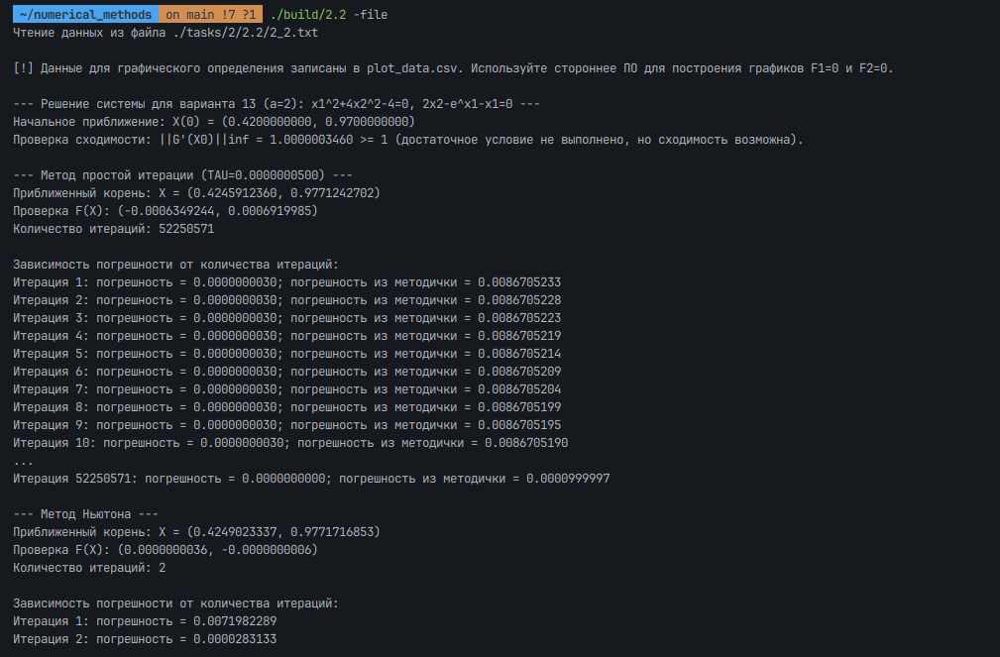 ~/numerical_methods on main !7 ?1 ./build/2.2 -file
Чтение данных из файла ./tasks/2/2.2/2_2.txt
[!] Данные для графического определения записаны в plot_data.csv. Используйте стороннее ПО для построения графиков F1=0 и F2=0.
--- Решение системы для варианта 13 (a=2): x1^2+4x2^2-4=0, 2x2-e^x1-x1=0 ---
Начальное приближение: X(0) = (0.4200000000, 0.9700000000)
Проверка сходимости: ||G'(X0)||inf = 1.0000003460 >= 1 (достаточное условие не выполнено, но сходимость возможна).
--- Метод простой итерации (TAU=0.0000000500) ---
Приближенный корень: X = (0.4245912360, 0.9771242702)
Проверка F(X): (-0.0006349244, 0.0006919985)
Количество итераций: 52250571
Зависимость погрешности от количества итераций:
Итерация 1: погрешность = 0.0000000030; погрешность из методички = 0.0086705233
Итерация 2: погрешность = 0.0000000030; погрешность из методички = 0.0086705228
Итерация 3: погрешность = 0.0000000030; погрешность из методички = 0.0086705223
Итерация 4: погрешность = 0.0000000030; погрешность из методички = 0.0086705219
Итерация 5: погрешность = 0.0000000030; погрешность из методички = 0.0086705214
Итерация 6: погрешность = 0.0000000030; погрешность из методички = 0.0086705209
Итерация 7: погрешность = 0.0000000030; погрешность из методички = 0.0086705204
Итерация 8: погрешность = 0.0000000030; погрешность из методички = 0.0086705199
Итерация 9: погрешность = 0.0000000030; погрешность из методички = 0.0086705195
Итерация 10: погрешность = 0.0000000030; погрешность из методички = 0.0086705190
...
Итерация 52250571: погрешность = 0.0000000000; погрешность из методички = 0.0000999997
--- Метод Ньютона ---
Приближенный корень: X = (0.4249023337, 0.9771716853)
Проверка F(X): (0.0000000036, -0.0000000006)
Количество итераций: 2
Зависимость погрешности от количества итераций:
Итерация 1: погрешность = 0.0071982289
Итерация 2: погрешность = 0.0000283133